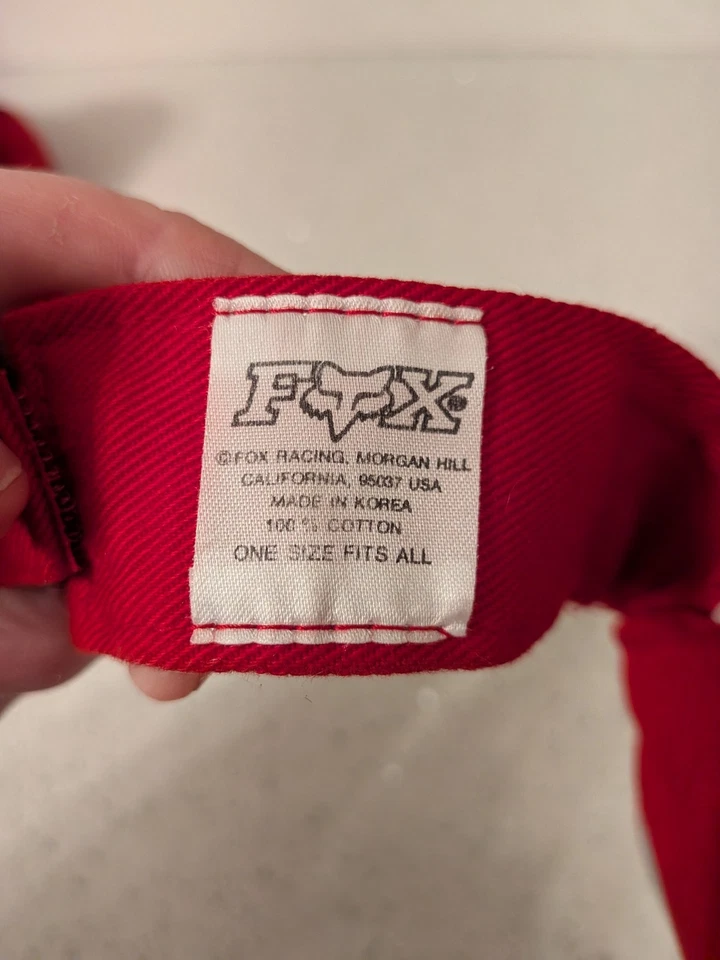 FOX
©FOX RACING, MORGAN HILL
CALIFORNIA, 95037 USA
MADE IN KOREA
100 % COTTON
ONE SIZE FITS ALL